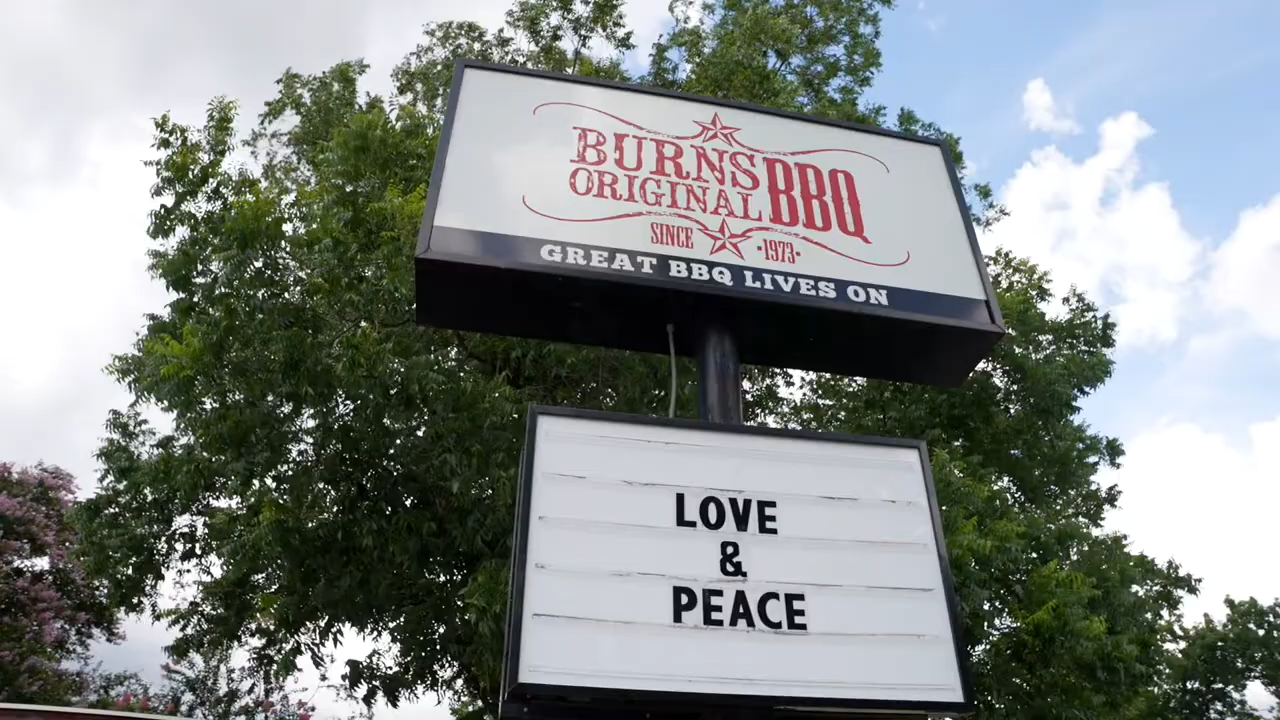 BURNS
ORIGINAL BBQ
SINCE ·1973·
GREAT BBQ LIVES ON
LOVE
&
PEACE